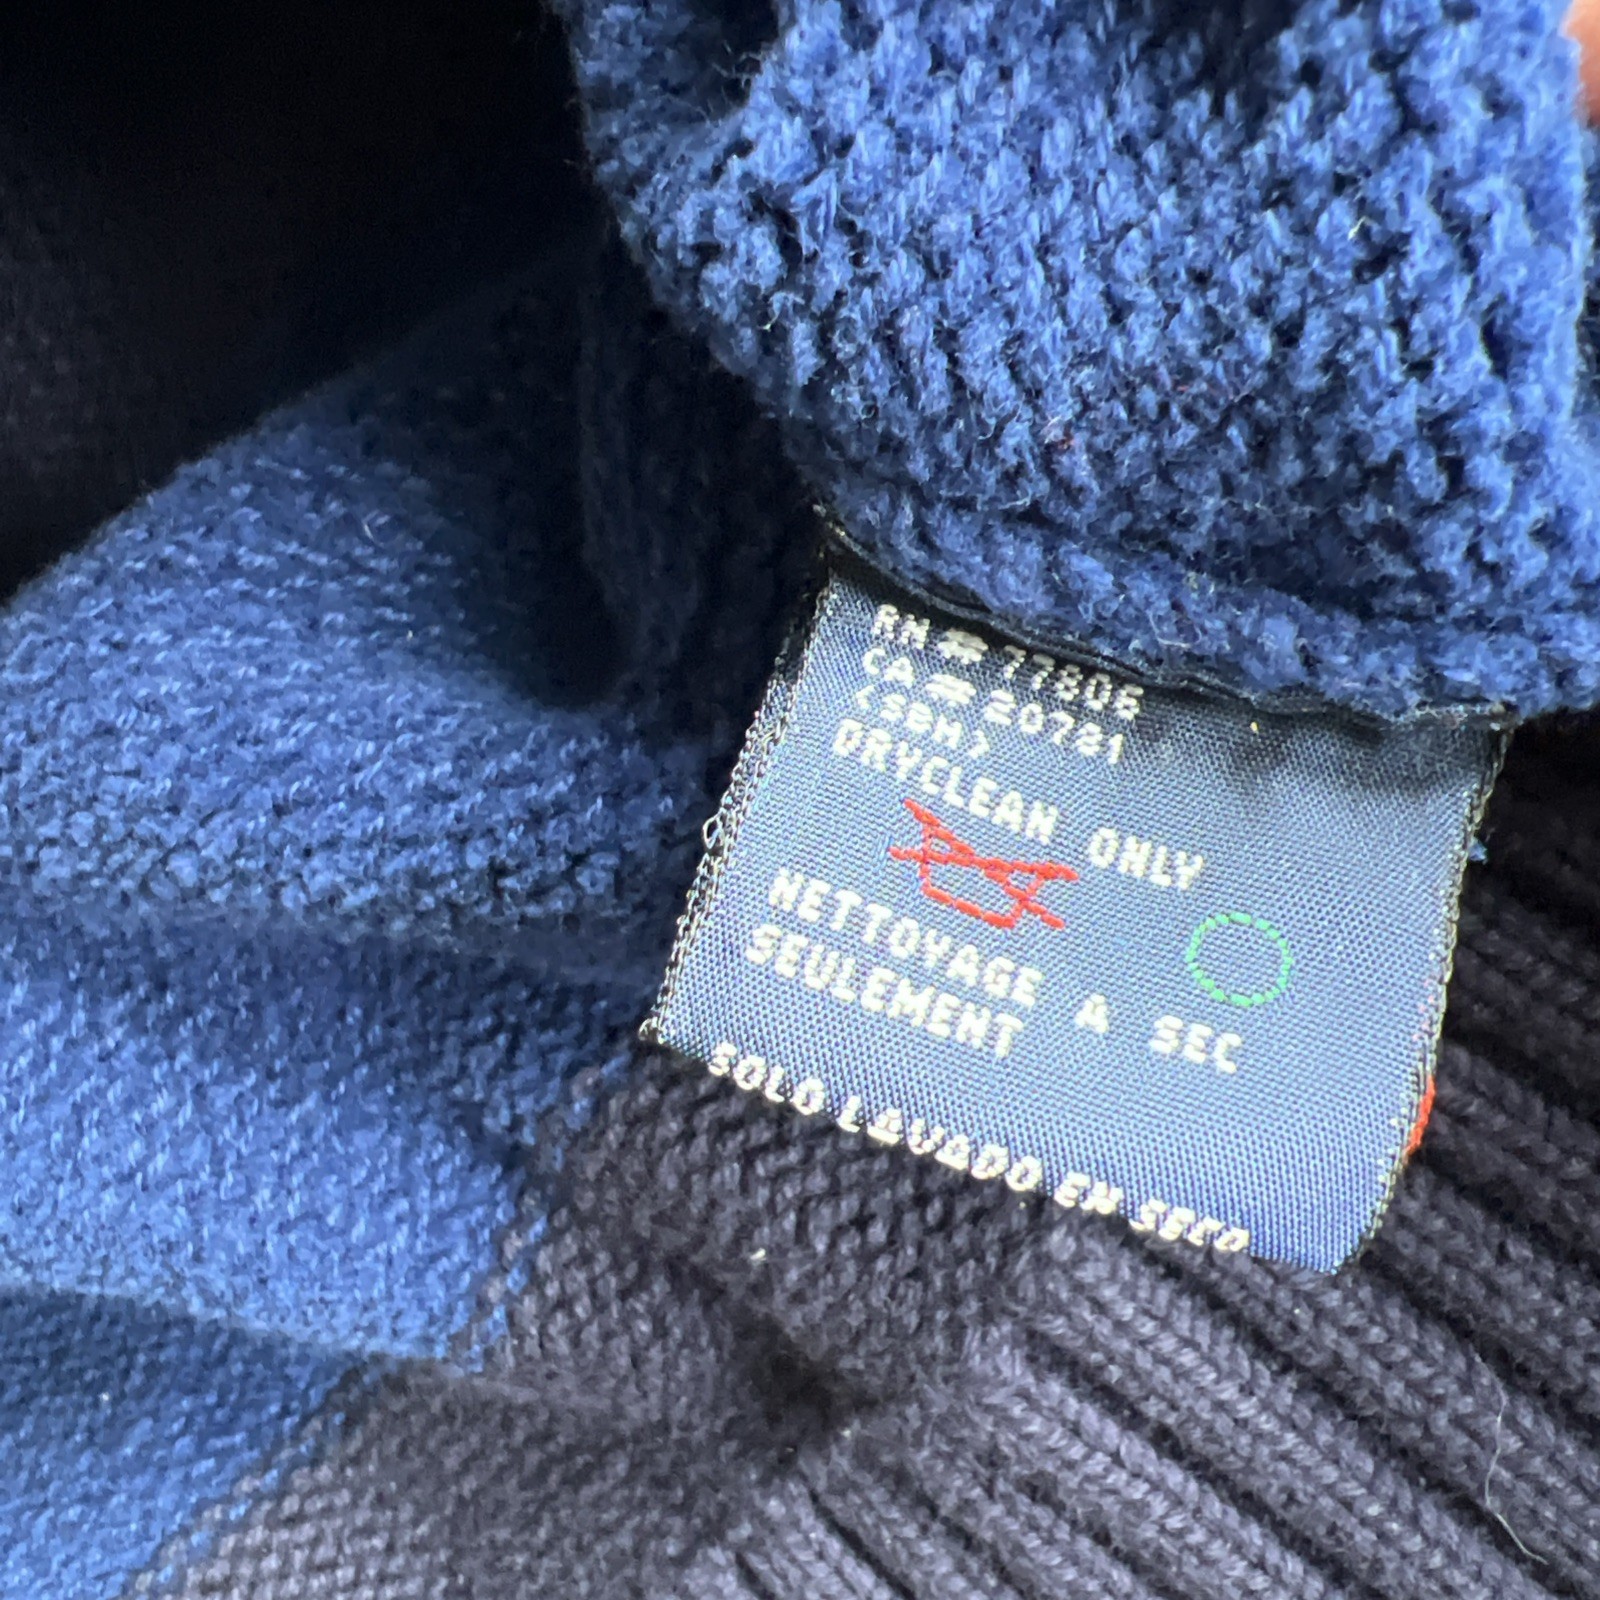 RN # 77806
CA # 20781
(SBM)
DRYCLEAN ONLY
NETTOYAGE A SEC
SEULEMENT
SOLO LAVADO EN SECO